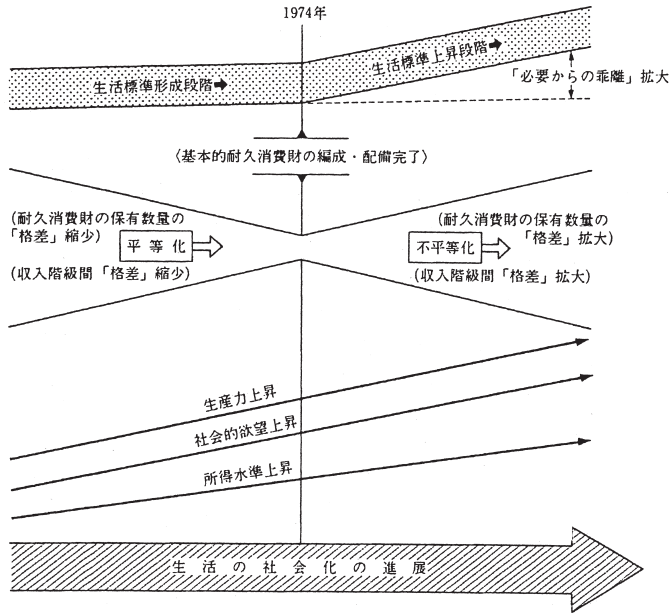 1974年
生活標準形成段階➡
生活標準上昇段階➡
「必要からの乖離」拡大
〈基本的耐久消費財の編成・配備完了〉
(耐久消費財の保有数量の
「格差」縮少)
平等化
(収入階級間「格差」縮少)
(耐久消費財の保有数量の
「格差」拡大)
不平等化
(収入階級間「格差」拡大)
生産力上昇
社会的欲望上昇
所得水準上昇
生活の社会化の進展